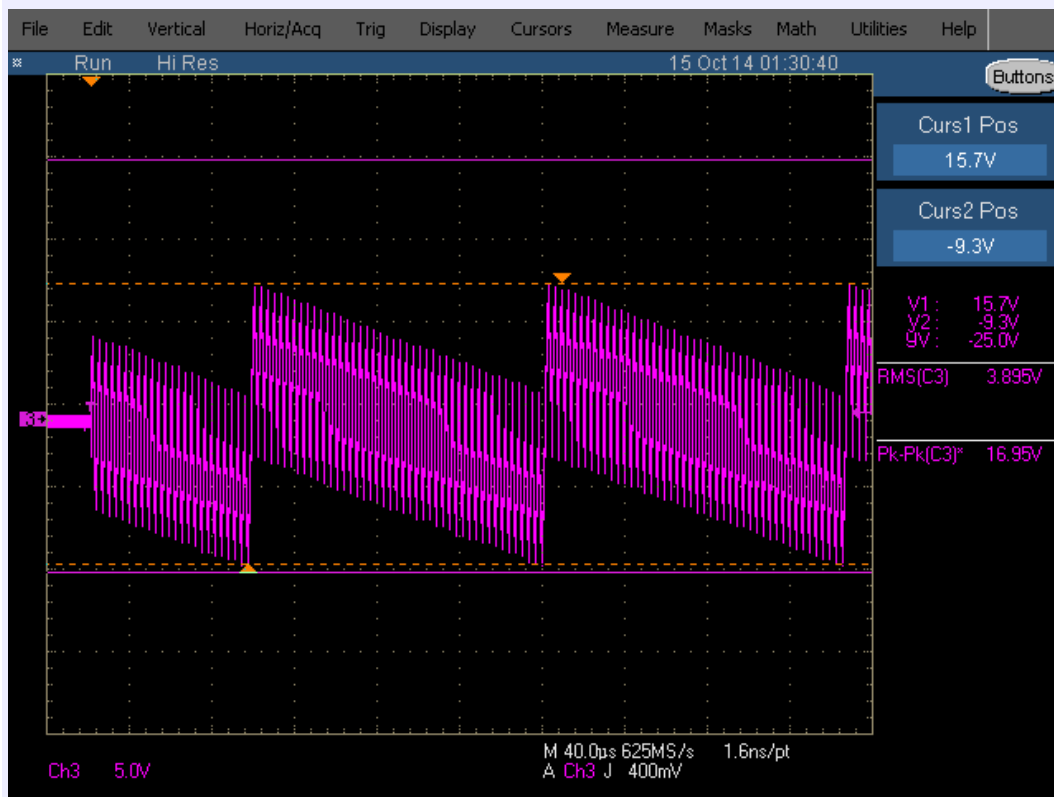 File Edit Vertical Horiz/Acq Trig Display Cursors Measure Masks Math Utilities Help
Run Hi Res 15 Oct 14 01:30:40
Buttons
Curs1 Pos
15.7V
Curs2 Pos
-9.3V
V1: 15.7V
V2: -9.3V
gV: -25.0V
RMS(C3) 3.895V
3
Pk-Pk(C3)* 16.95V
M 40.0µs 625MS/s 1.6ns/pt
Ch3 5.0V A Ch3 J 400mV